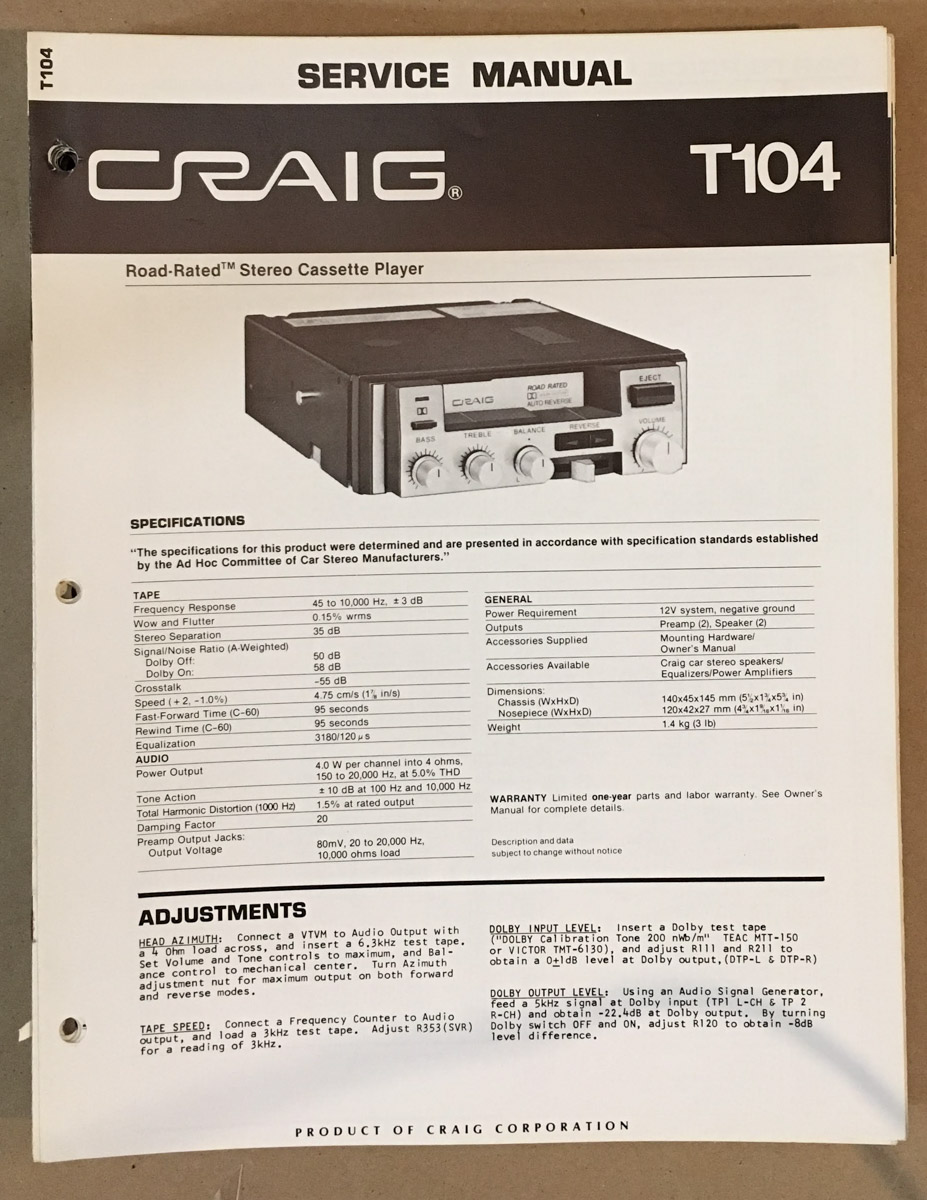 T104
SERVICE MANUAL
CRAIG®
T104
Road-Rated™ Stereo Cassette Player
EJECT
CRAIG
ROAD RATED
AUTO REVERSE
BASS
TREBLE
BALANCE
REVERSE
VOLUME
L
SPECIFICATIONS
"The specifications for this product were determined and are presented in accordance with specification standards established
by the Ad Hoc Committee of Car Stereo Manufacturers."
TAPE
Frequency Response 45 to 10,000 Hz, ±3 dB
Wow and Flutter 0.15% wrms
Stereo Separation 35 dB
Signal/Noise Ratio (A-Weighted)
Dolby Off: 50 dB
Dolby On: 58 dB
Crosstalk -55 dB
Speed (+2, -1.0%) 4.75 cm/s (1⅞ in/s)
Fast-Forward Time (C-60) 95 seconds
Rewind Time (C-60) 95 seconds
Equalization 3180/120 μs
AUDIO
Power Output 4.0 W per channel into 4 ohms,
150 to 20,000 Hz, at 5.0% THD
Tone Action ±10 dB at 100 Hz and 10,000 Hz
Total Harmonic Distortion (1000 Hz) 1.5% at rated output
Damping Factor 20
Preamp Output Jacks:
Output Voltage 80mV, 20 to 20,000 Hz,
10,000 ohms load
GENERAL
Power Requirement 12V system, negative ground
Outputs Preamp (2), Speaker (2)
Accessories Supplied Mounting Hardware/
Owner's Manual
Accessories Available Craig car stereo speakers/
Equalizers/Power Amplifiers
Dimensions:
Chassis (WxHxD) 140x45x145 mm (5½x1¾x5¾ in)
Nosepiece (WxHxD) 120x42x27 mm
Weight 1.4 kg (3 lb)
WARRANTY Limited one-year parts and labor warranty. See Owner's
Manual for complete details.
Description and data
subject to change without notice
ADJUSTMENTS
HEAD AZIMUTH: Connect a VTVM to Audio Output with
a 4 Ohm load across, and insert a 6.3kHz test tape.
Set Volume and Tone controls to maximum, and Bal-
ance control to mechanical center. Turn Azimuth
adjustment nut for maximum output on both forward
and reverse modes.
TAPE SPEED: Connect a Frequency Counter to Audio
output, and load a 3kHz test tape. Adjust R353(SVR)
for a reading of 3kHz.
DOLBY INPUT LEVEL: Insert a Dolby test tape
("DOLBY Calibration Tone 200 nWb/m" TEAC MTT-150
or VICTOR TMT-6130), and adjust R111 and R211 to
obtain a 0±1dB level at Dolby output,(DTP-L & DTP-R)
DOLBY OUTPUT LEVEL: Using an Audio Signal Generator,
feed a 5kHz signal at Dolby input (TP1 L-CH & TP 2
R-CH) and obtain -22.4dB at Dolby output. By turning
Dolby switch OFF and ON, adjust R120 to obtain -8dB
level difference.
PRODUCT OF CRAIG CORPORATION